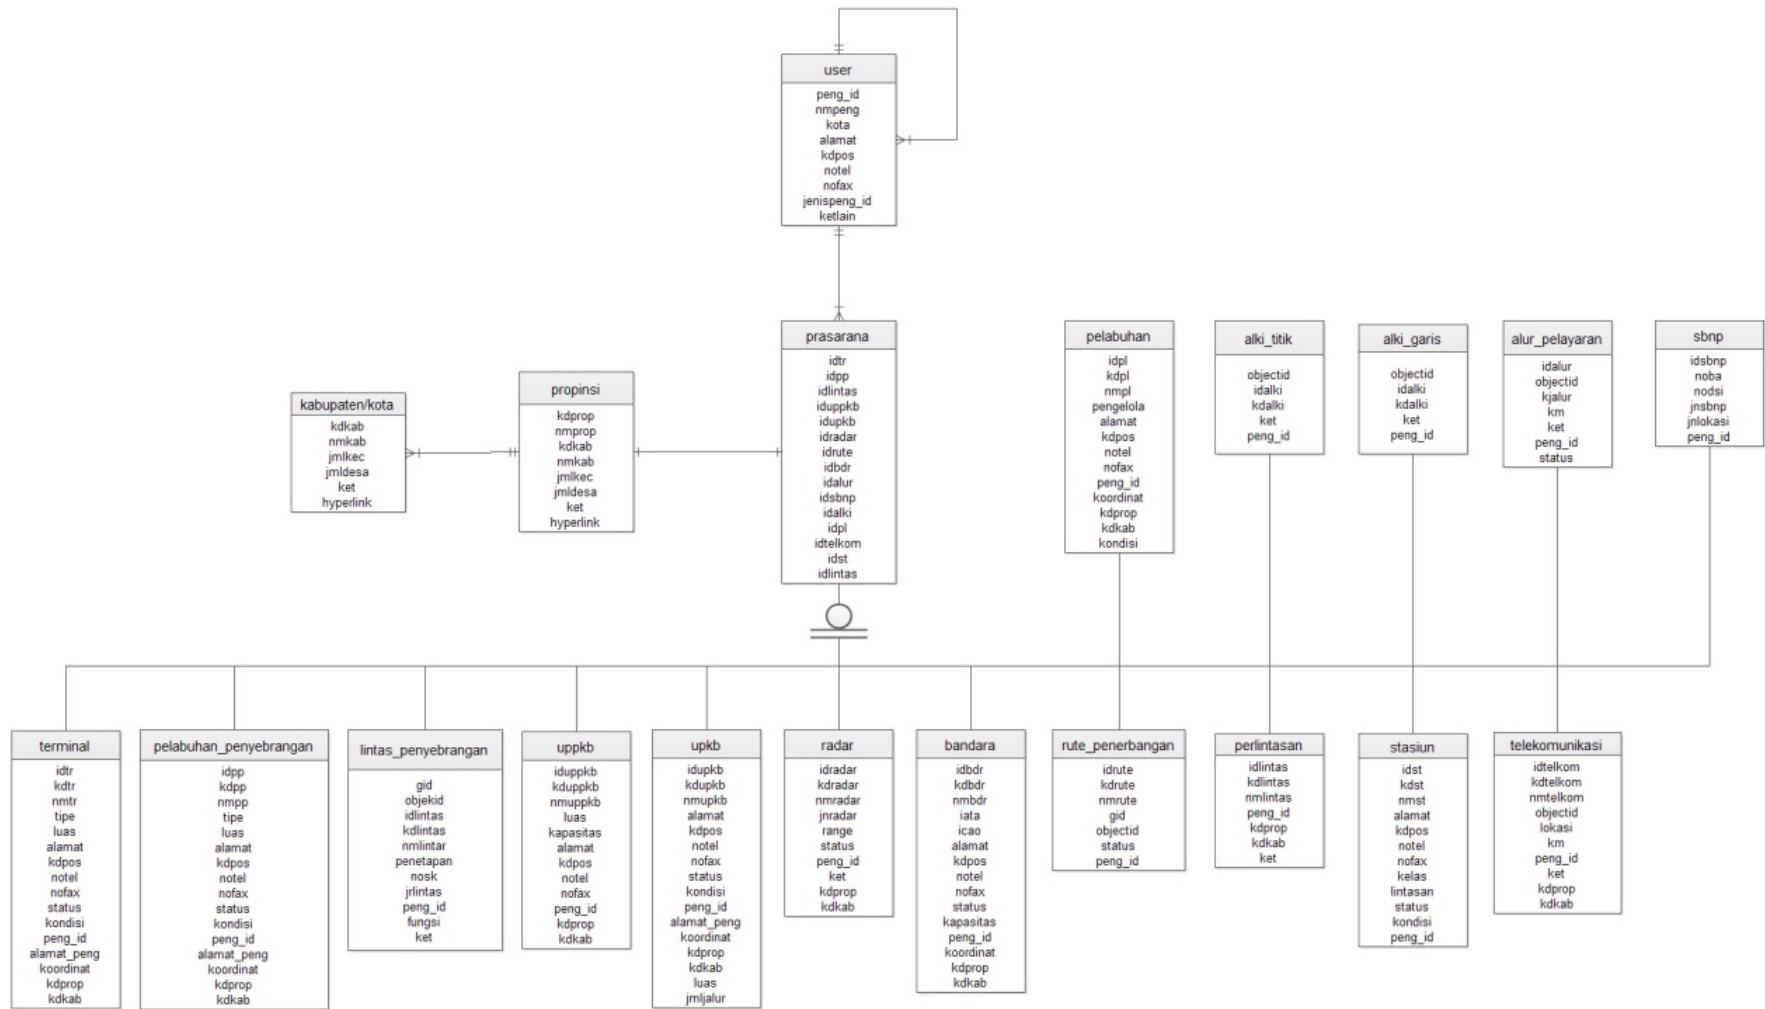 user
peng_id
nmpeng
kota
alamat
kdpos
notel
nofax
jenispeng_id
ketlain
kabupaten/kota
kdkab
nmkab
jmlkec
jmldesa
ket
hyperlink
propinsi
kdprop
nmprop
kdkab
nmkab
jmlkec
jmldesa
ket
hyperlink
prasarana
idtr
idpp
idlintas
iduppkb
idupkb
idradar
idrute
idbdr
idalur
idsbnp
idalki
idpl
idtelkom
idst
idlintas
pelabuhan
idpl
kdpl
nmpl
pengelola
alamat
kdpos
notel
nofax
peng_id
koordinat
kdprop
kdkab
kondisi
alki_titik
objectid
idalki
kdalki
ket
peng_id
alki_garis
objectid
idalki
kdalki
ket
peng_id
alur_pelayaran
idalur
objectid
kjalur
km
ket
peng_id
status
sbnp
idsbnp
noba
nodsi
jnsbnp
jnlokasi
peng_id
terminal
idtr
kdtr
nmtr
tipe
luas
alamat
kdpos
notel
nofax
status
kondisi
peng_id
alamat_peng
koordinat
kdprop
kdkab
pelabuhan_penyebrangan
idpp
kdpp
nmpp
tipe
luas
alamat
kdpos
notel
nofax
status
kondisi
peng_id
alamat_peng
koordinat
kdprop
kdkab
lintas_penyebrangan
gid
objekid
idlintas
kdlintas
nmlintar
penetapan
nosk
jrlintas
peng_id
fungsi
ket
uppkb
iduppkb
kduppkb
nmuppkb
luas
kapasitas
alamat
kdpos
notel
nofax
peng_id
kdprop
kdkab
upkb
idupkb
kdupkb
nmupkb
alamat
kdpos
notel
nofax
status
kondisi
peng_id
alamat_peng
koordinat
kdprop
kdkab
luas
jmljalur
radar
idradar
kdradar
nmradar
jnradar
range
status
peng_id
ket
kdprop
kdkab
bandara
idbdr
kdbdr
nmbdr
iata
icao
alamat
kdpos
notel
nofax
status
kapasitas
peng_id
koordinat
kdprop
kdkab
rute_penerbangan
idrute
kdrute
nmrute
gid
objectid
status
peng_id
perlintasan
idlintas
kdlintas
nmlintas
peng_id
kdprop
kdkab
ket
stasiun
idst
kdst
nmst
alamat
kdpos
notel
nofax
kelas
lintasan
status
kondisi
peng_id
telekomunikasi
idtelkom
kdtelkom
nmtelkom
objectid
lokasi
km
peng_id
ket
kdprop
kdkab